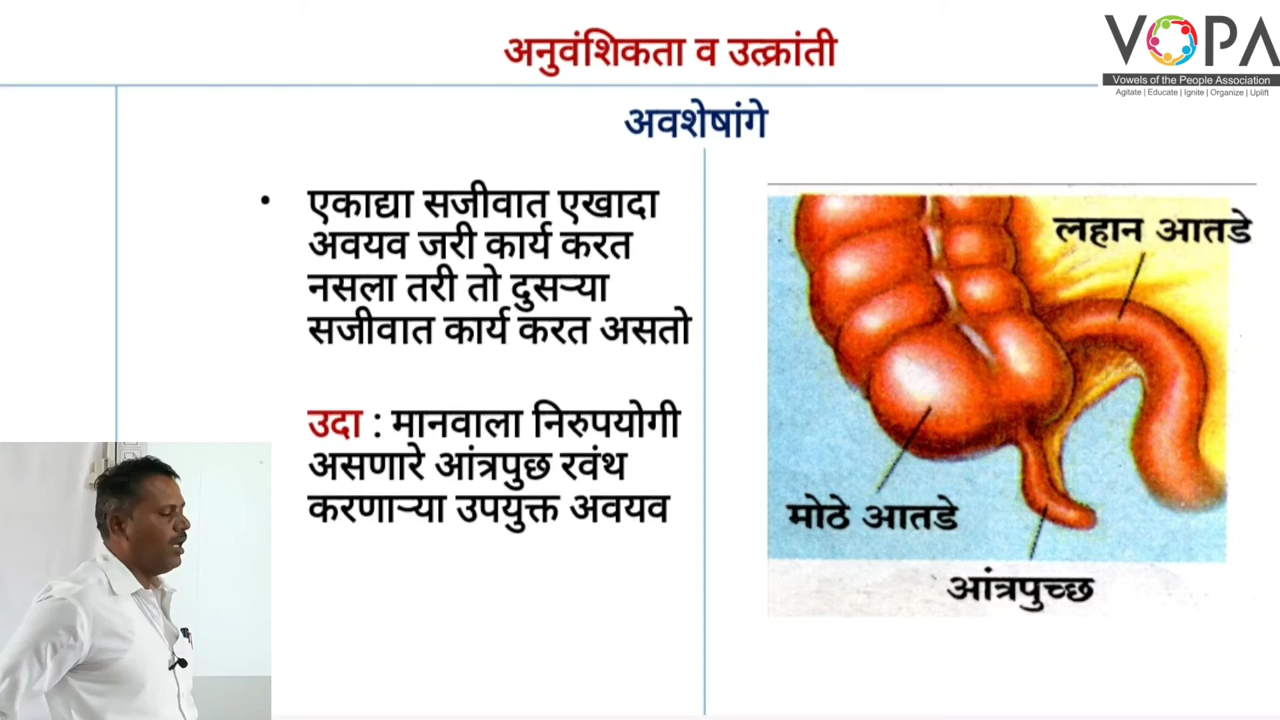 अनुवंशिकता व उत्क्रांती
VOPA
Vowels of the People Association
Agitate | Educate | Ignite | Organize | Uplift
अवशेषांगे
• एकाद्या सजीवात एखादा
अवयव जरी कार्य करत
नसला तरी तो दुसऱ्या
सजीवात कार्य करत असतो
उदा : मानवाला निरुपयोगी
असणारे आंत्रपुछ रवंथ
करणाऱ्या उपयुक्त अवयव
लहान आतडे
मोठे आतडे
आंत्रपुच्छ